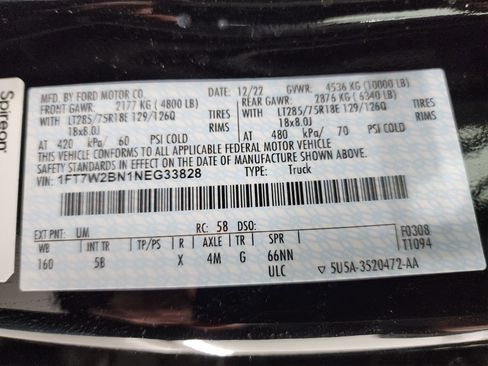 Spireon
MFD. BY FORD MOTOR CO. DATE: 12/22 GVWR: 4536 KG (10000 LB)
FRONT GAWR: 2177 KG (4800 LB) REAR GAWR: 2876 KG (6340 LB)
LT285/75R18E 129/126Q TIRES LT285/75R18E 129/126Q TIRES
18x8.0J 18x8.0J
AT 420 kPa/ 60 PSI COLD AT 480 kPa/ 70 PSI COLD
THIS VEHICLE CONFORMS TO ALL APPLICABLE FEDERAL MOTOR VEHICLE
SAFETY STANDARDS IN EFFECT ON THE DATE OF MANUFACTURE SHOWN ABOVE.
VIN: 1FT7W2BN1NEG33828 TYPE: Truck
EXT PNT: UM RC: 58 DSO: F0308
WB INT TR TP/PS R AXLE TR SPR T1094
160 5B X 4M G 66NN
ULC ▽ 5U5A-3520472-AA